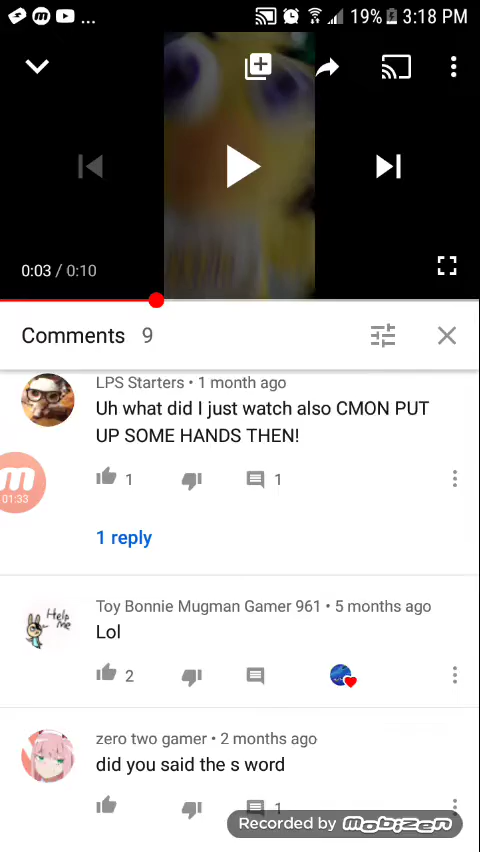 ... 19% 3:18 PM
0:03 / 0:10
Comments 9
LPS Starters • 1 month ago
Uh what did I just watch also CMON PUT
UP SOME HANDS THEN!
1 1
01:33
1 reply
Help
Me
Toy Bonnie Mugman Gamer 961 • 5 months ago
Lol
2
zero two gamer • 2 months ago
did you said the s word
1
Recorded by mobizen